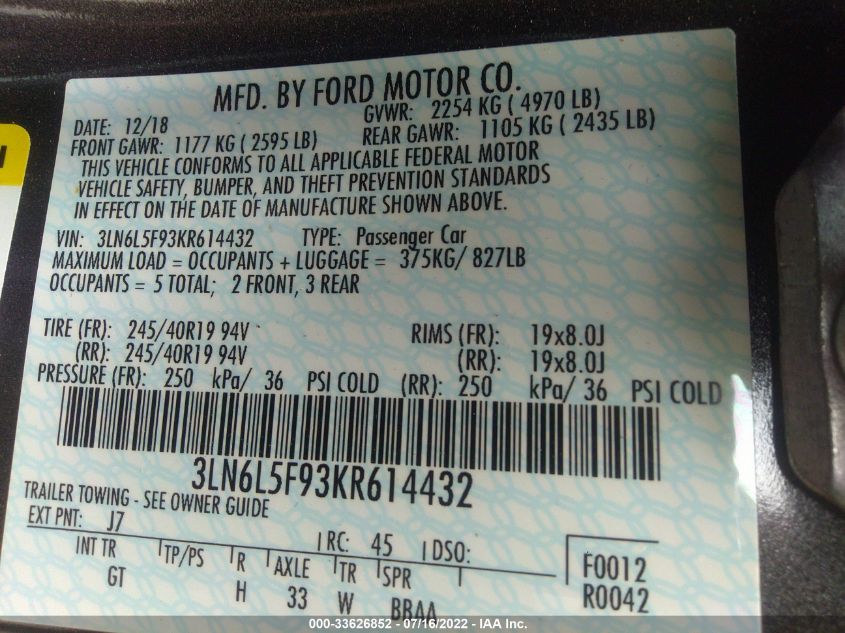 MFD. BY FORD MOTOR CO.
DATE: 12/18 GVWR: 2254 KG ( 4970 LB)
FRONT GAWR: 1177 KG ( 2595 LB) REAR GAWR: 1105 KG ( 2435 LB)
THIS VEHICLE CONFORMS TO ALL APPLICABLE FEDERAL MOTOR
VEHICLE SAFETY, BUMPER, AND THEFT PREVENTION STANDARDS
IN EFFECT ON THE DATE OF MANUFACTURE SHOWN ABOVE.
VIN: 3LN6L5F93KR614432 TYPE: Passenger Car
MAXIMUM LOAD = OCCUPANTS + LUGGAGE = 375KG/ 827LB
OCCUPANTS = 5 TOTAL; 2 FRONT, 3 REAR
TIRE (FR): 245/40R19 94V RIMS (FR): 19x8.0J
(RR): 245/40R19 94V (RR): 19x8.0J
PRESSURE (FR): 250 kPa/ 36 PSI COLD (RR): 250 kPa/ 36 PSI COLD
3LN6L5F93KR614432
TRAILER TOWING - SEE OWNER GUIDE
EXT PNT: J7 RC: 45 DSO:
INT TR TP/PS R AXLE TR SPR F0012
GT H 33 W BBAA R0042
000-33626852 - 07/16/2022 - IAA Inc.